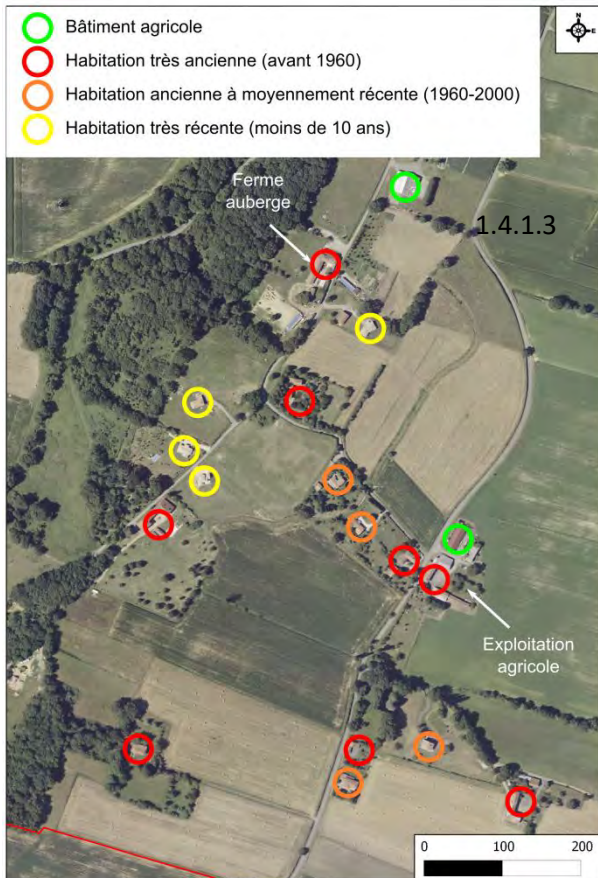 Bâtiment agricole
Habitation très ancienne (avant 1960)
Habitation ancienne à moyennement récente (1960-2000)
Habitation très récente (moins de 10 ans)
N
E
Ferme
auberge
1.4.1.3
Exploitation
agricole
0 100 200